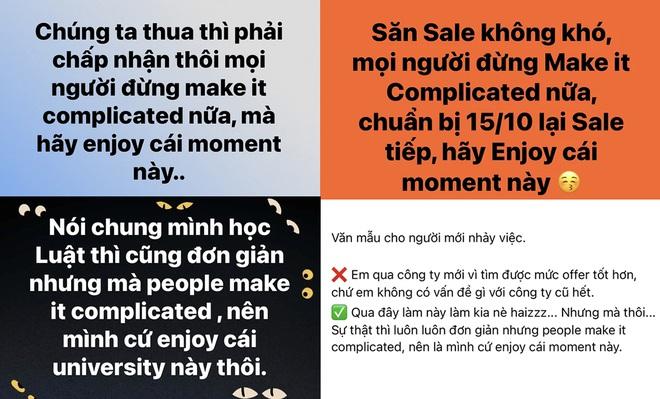 Chúng ta thua thì phải
chấp nhận thôi mọi
người đừng make it
complicated nữa, mà
hãy enjoy cái moment
này..
Săn Sale không khó,
mọi người đừng Make it
Complicated nữa,
chuẩn bị 15/10 lại Sale
tiếp, hãy Enjoy cái
moment này 😚
Nói chung mình học
Luật thì cũng đơn giản
nhưng mà people make
it complicated , nên
mình cứ enjoy cái
university này thôi.
Văn mẫu cho người mới nhảy việc.
❌ Em qua công ty mới vì tìm được mức offer tốt hơn,
chứ em không có vấn đề gì với công ty cũ hết.
✅ Qua đây làm này làm kia nè haizzz... Nhưng mà thôi...
Sự thật thì luôn luôn đơn giản nhưng people make it
complicated, nên là mình cứ enjoy cái moment này.